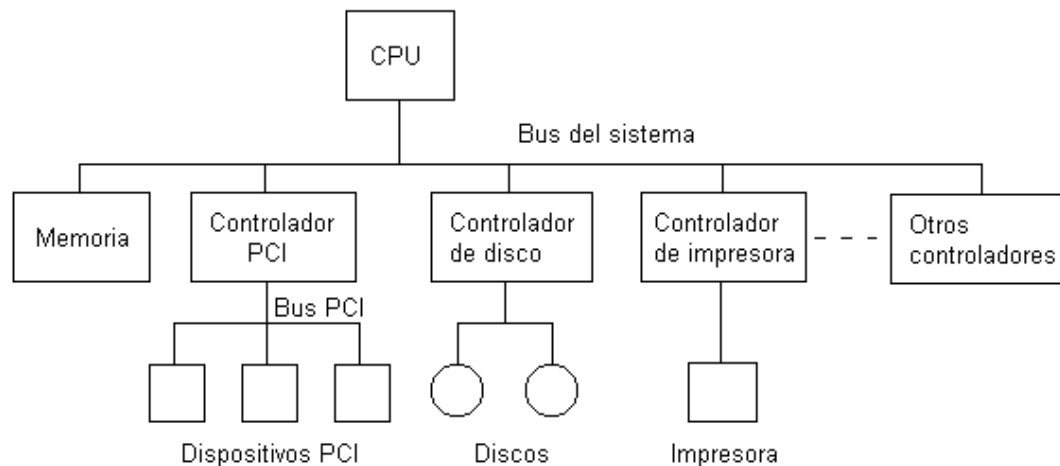 CPU
Bus del sistema
Memoria
Controlador
PCI
Controlador
de disco
Controlador
de impresora
Otros
controladores
Bus PCI
Dispositivos PCI
Discos
Impresora